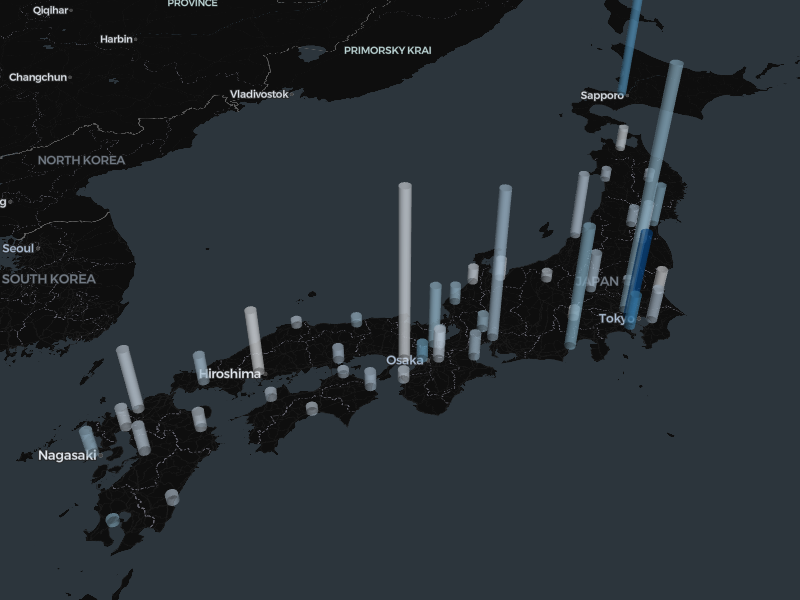 PROVINCE
Qiqihar
Harbin
PRIMORSKY KRAI
Changchun
Vladivostok
Sapporo
NORTH KOREA
Seoul
SOUTH KOREA
JAPAN
Tokyo
Osaka
Hiroshima
Nagasaki